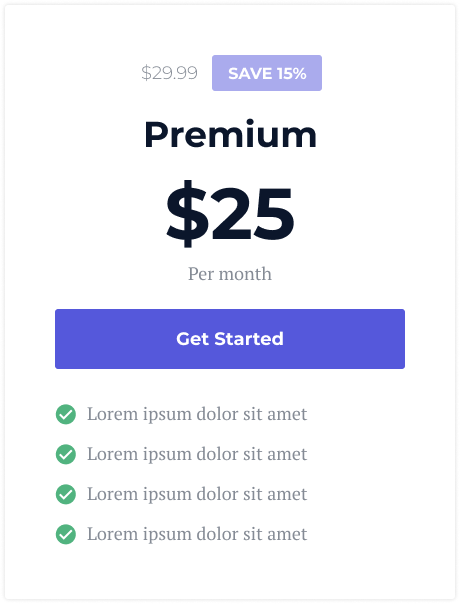 $29.99 SAVE 15%
Premium
$25
Per month
Get Started
Lorem ipsum dolor sit amet
Lorem ipsum dolor sit amet
Lorem ipsum dolor sit amet
Lorem ipsum dolor sit amet